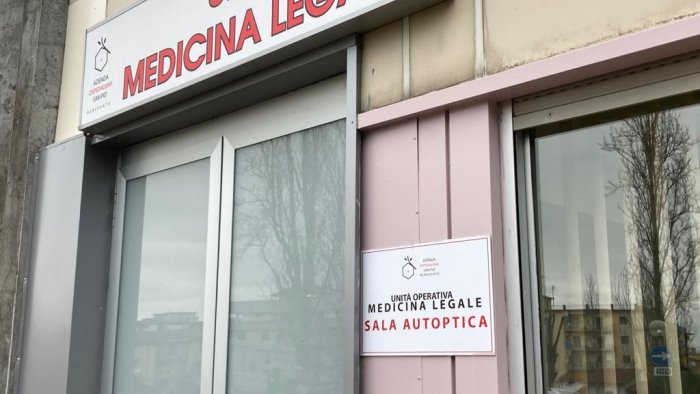 MEDICINA LEGA
AZIENDA
OSPEDALIERA
SAN PIO
BENEVENTO
AZIENDA
OSPEDALIERA
SAN PIO
BENEVENTO
UNITÀ OPERATIVA
MEDICINA LEGALE
SALA AUTOPTICA